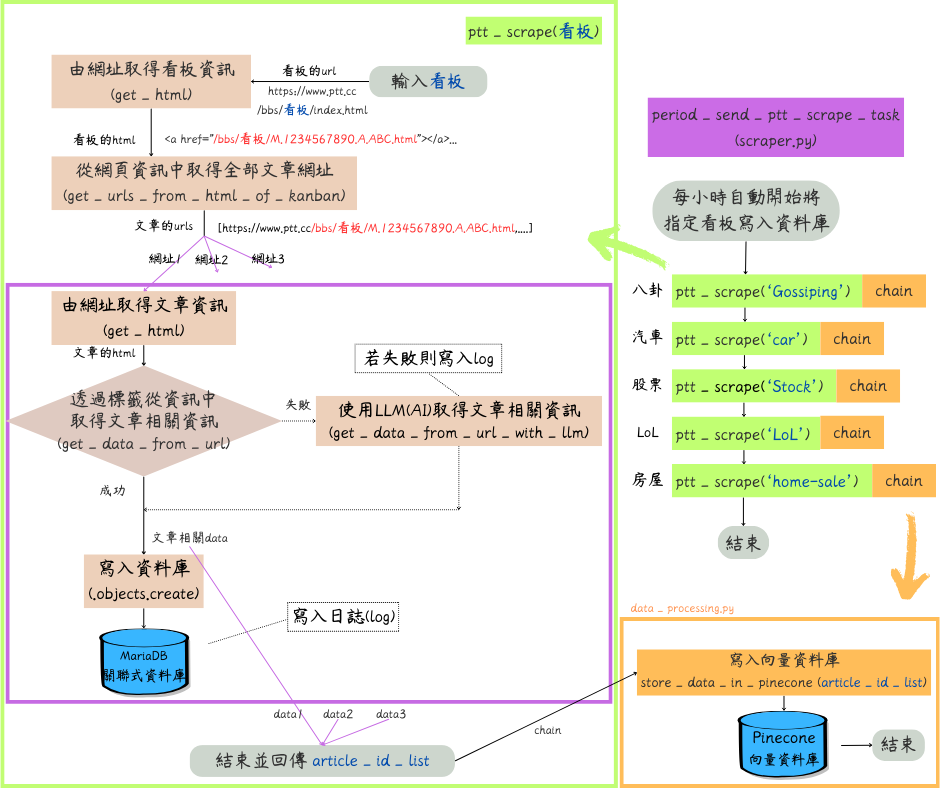 ptt _ scrape(看板)
由網址取得看板資訊
(get _ html)
看板的url
https://www.ptt.cc
/bbs/看板/index.html
輸入看板
看板的html
<a href="/bbs/看板/M.1234567890.A.ABC.html"></a>...
從網頁資訊中取得全部文章網址
(get _ urls _ from _ html _ of _ kanban)
文章的urls
[https://www.ptt.cc/bbs/看板/M.1234567890.A.ABC.html,....]
網址1
網址2
網址3
由網址取得文章資訊
(get _ html)
文章的html
透過標籤從資訊中
取得文章相關資訊
(get _ data _ from _ url)
失敗
若失敗則寫入log
使用LLM(AI)取得文章相關資訊
(get _ data _ from _ url _ with _ llm)
成功
文章相關data
寫入資料庫
(.objects.create)
寫入日誌(log)
MariaDB
關聯式資料庫
data1
data2
data3
結束並回傳 article _ id _ list
chain
period _ send _ ptt _ scrape _ task
(scraper.py)
每小時自動開始將
指定看板寫入資料庫
八卦
ptt _ scrape(‘Gossiping’)
chain
汽車
ptt _ scrape(‘car’)
chain
股票
ptt _ scrape(‘Stock’)
chain
LoL
ptt _ scrape(‘LoL’)
chain
房屋
ptt _ scrape(‘home-sale’)
chain
結束
data _ processing.py
寫入向量資料庫
store _ data _ in _ pinecone (article _ id _ list)
Pinecone
向量資料庫
結束